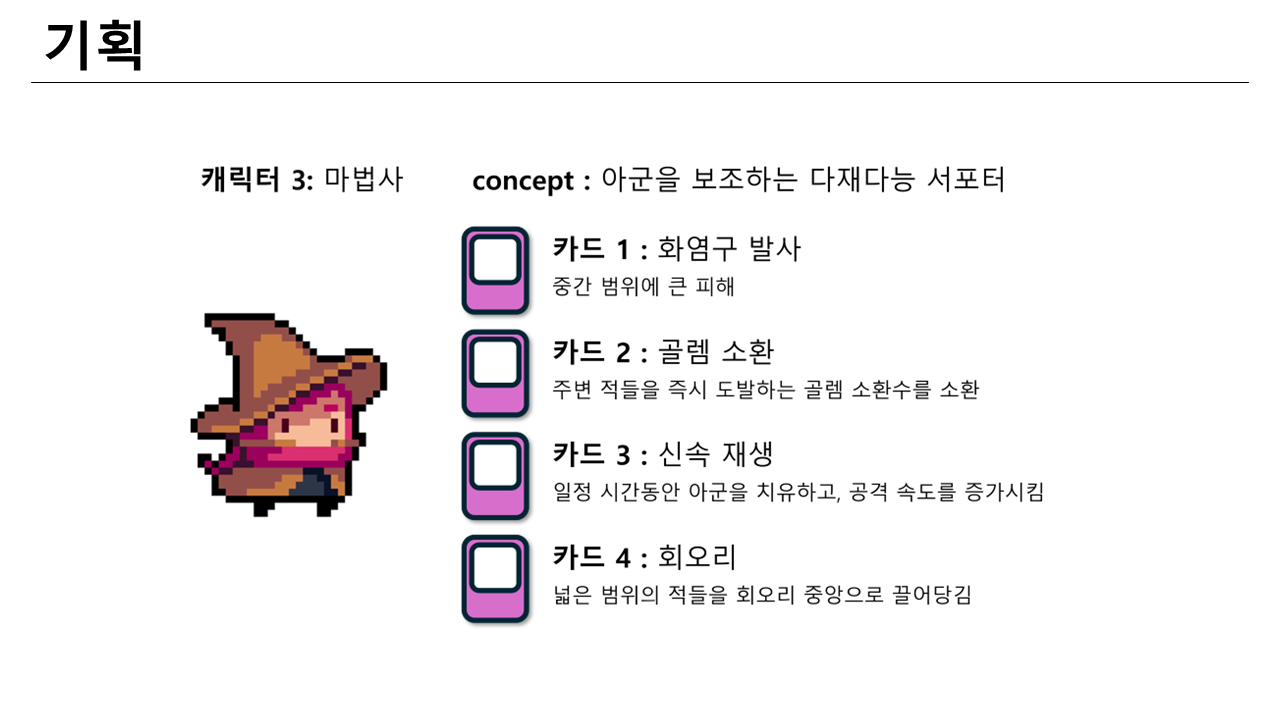 기획
캐릭터 3: 마법사
concept : 아군을 보조하는 다재다능 서포터
카드 1 : 화염구 발사
중간 범위에 큰 피해
카드 2 : 골렘 소환
주변 적들을 즉시 도발하는 골렘 소환수를 소환
카드 3 : 신속 재생
일정 시간동안 아군을 치유하고, 공격 속도를 증가시킴
카드 4 : 회오리
넓은 범위의 적들을 회오리 중앙으로 끌어당김